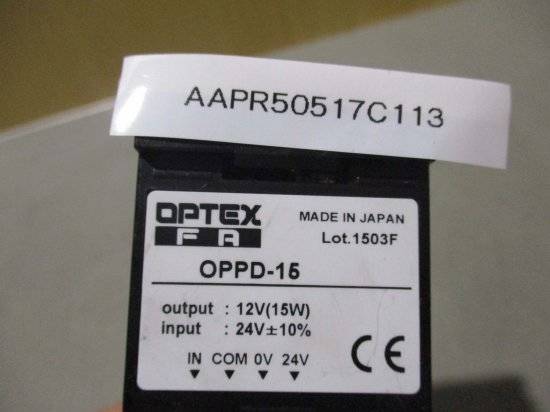 AAPR50517C113
OPTEX
FA
MADE IN JAPAN
Lot.1503F
OPPD-15
output : 12V(15W)
input : 24V±10%
IN COM 0V 24V
▼ ▼ ▼ ▼
CE